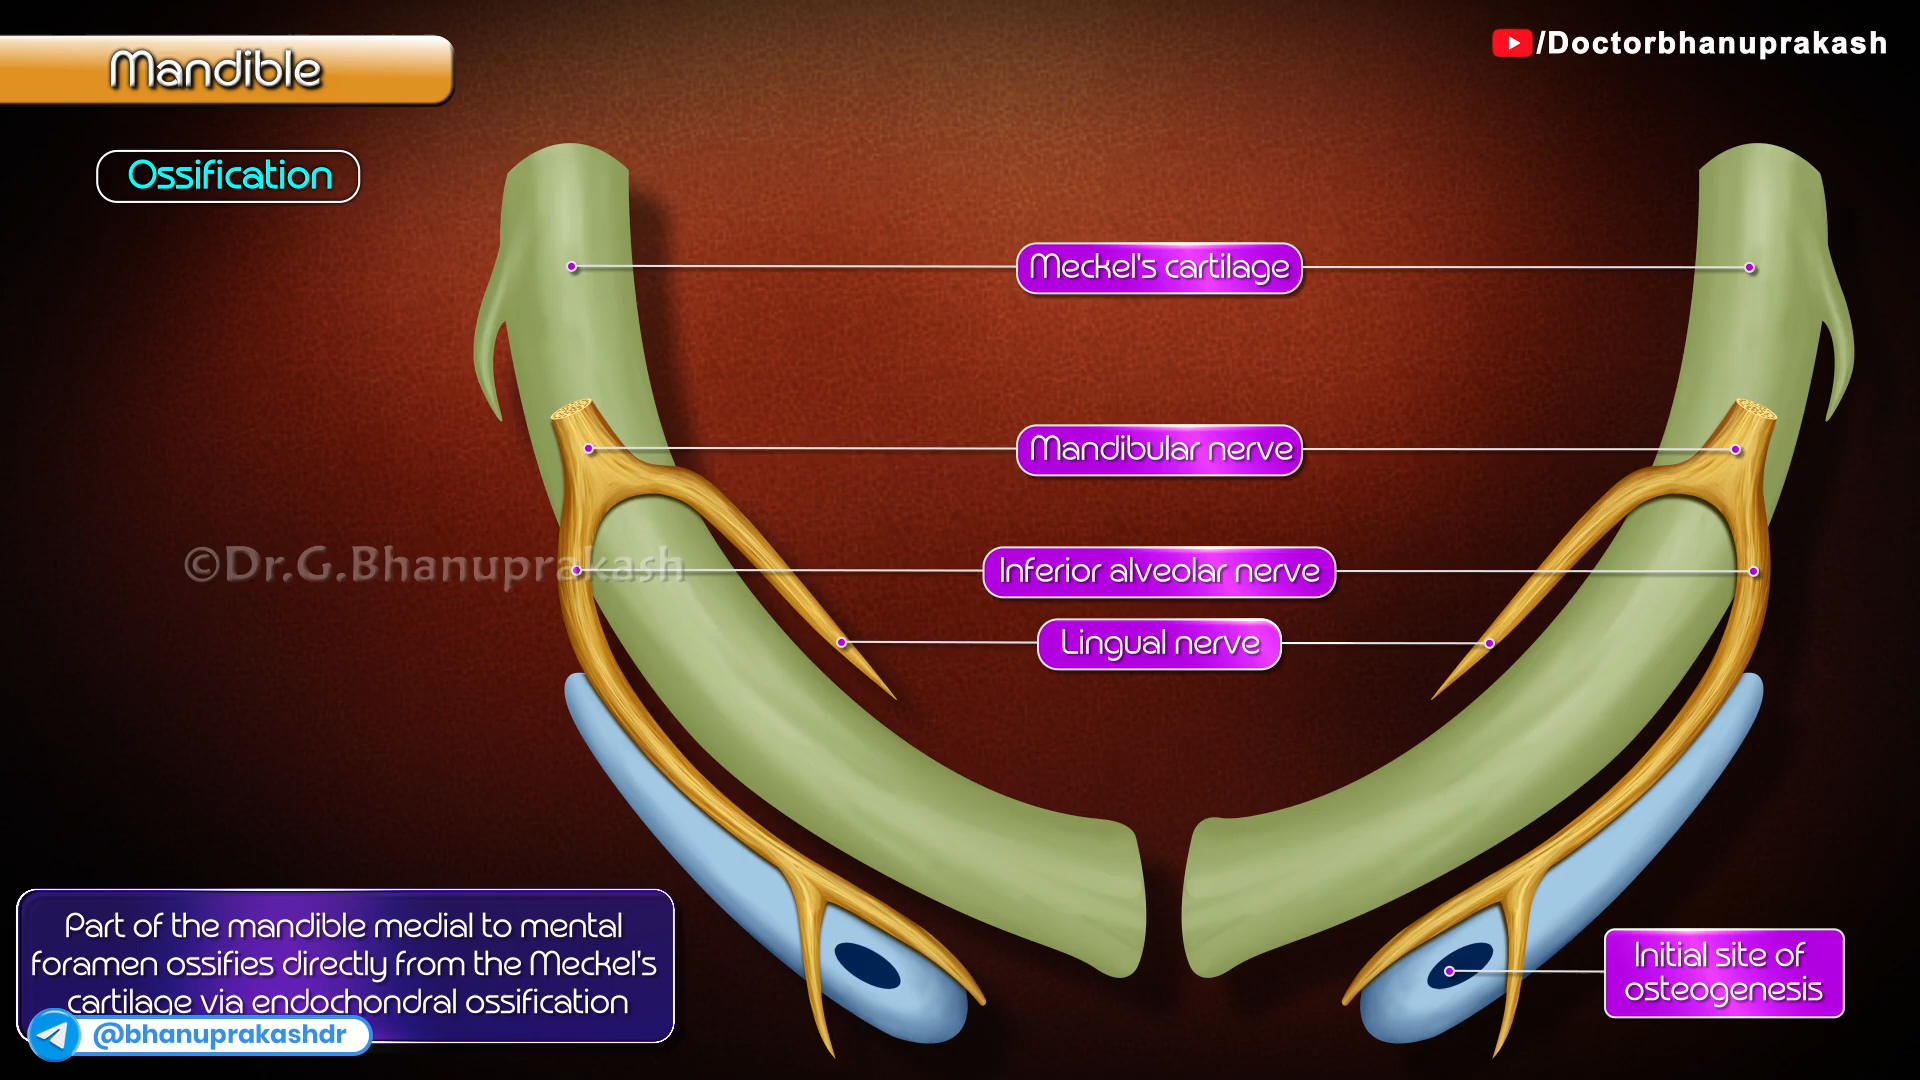 Mandible
/Doctorbhanuprakash
Ossification
Meckel's cartilage
Mandibular nerve
©Dr.G.Bhanuprakash
Inferior alveolar nerve
Lingual nerve
Part of the mandible medial to mental
foramen ossifies directly from the Meckel's
cartilage via endochondral ossification
@bhanuprakashdr
Initial site of
osteogenesis